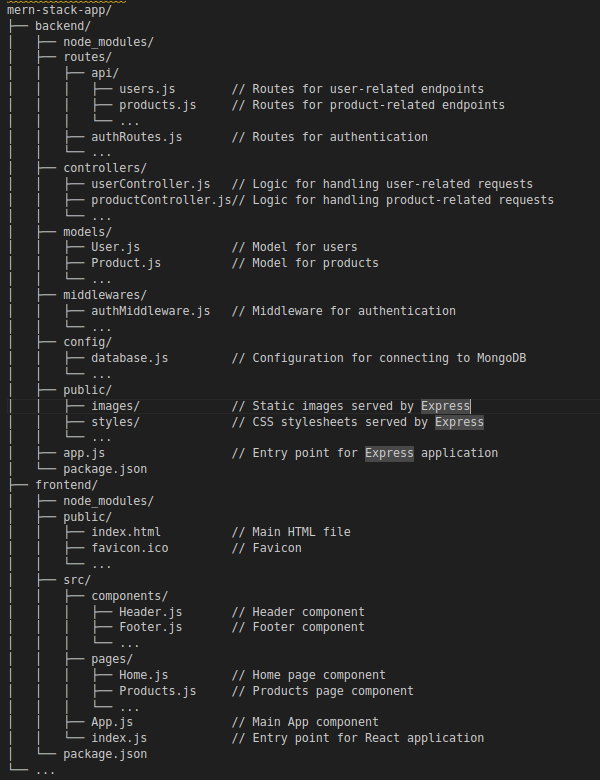 mern-stack-app/
├── backend/
│   ├── node_modules/
│   ├── routes/
│   │   ├── api/
│   │   │   ├── users.js        // Routes for user-related endpoints
│   │   │   ├── products.js     // Routes for product-related endpoints
│   │   │   └── ...
│   │   ├── authRoutes.js       // Routes for authentication
│   │   └── ...
│   ├── controllers/
│   │   ├── userController.js   // Logic for handling user-related requests
│   │   ├── productController.js// Logic for handling product-related requests
│   │   └── ...
│   ├── models/
│   │   ├── User.js             // Model for users
│   │   ├── Product.js          // Model for products
│   │   └── ...
│   ├── middlewares/
│   │   ├── authMiddleware.js   // Middleware for authentication
│   │   └── ...
│   ├── config/
│   │   ├── database.js         // Configuration for connecting to MongoDB
│   │   └── ...
│   ├── public/
│   │   ├── images/             // Static images served by Express
│   │   ├── styles/             // CSS stylesheets served by Express
│   │   └── ...
│   ├── app.js                  // Entry point for Express application
│   └── package.json
├── frontend/
│   ├── node_modules/
│   ├── public/
│   │   ├── index.html          // Main HTML file
│   │   ├── favicon.ico         // Favicon
│   │   └── ...
│   ├── src/
│   │   ├── components/
│   │   │   ├── Header.js       // Header component
│   │   │   ├── Footer.js       // Footer component
│   │   │   └── ...
│   │   ├── pages/
│   │   │   ├── Home.js         // Home page component
│   │   │   ├── Products.js     // Products page component
│   │   │   └── ...
│   │   ├── App.js              // Main App component
│   │   └── index.js            // Entry point for React application
│   └── package.json
└── ...